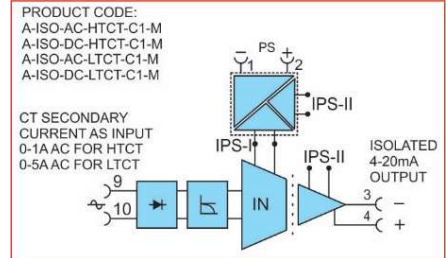 PRODUCT CODE:
A-ISO-AC-HTCT-C1-M
A-ISO-DC-HTCT-C1-M
A-ISO-AC-LTCT-C1-M
A-ISO-DC-LTCT-C1-M
PS
− +
1 2
IPS-II
CT SECONDARY
CURRENT AS INPUT
0-1A AC FOR HTCT
0-5A AC FOR LTCT
IPS-I
IPS-II
ISOLATED
4-20mA
OUTPUT
9
10
IN
3 −
4 +